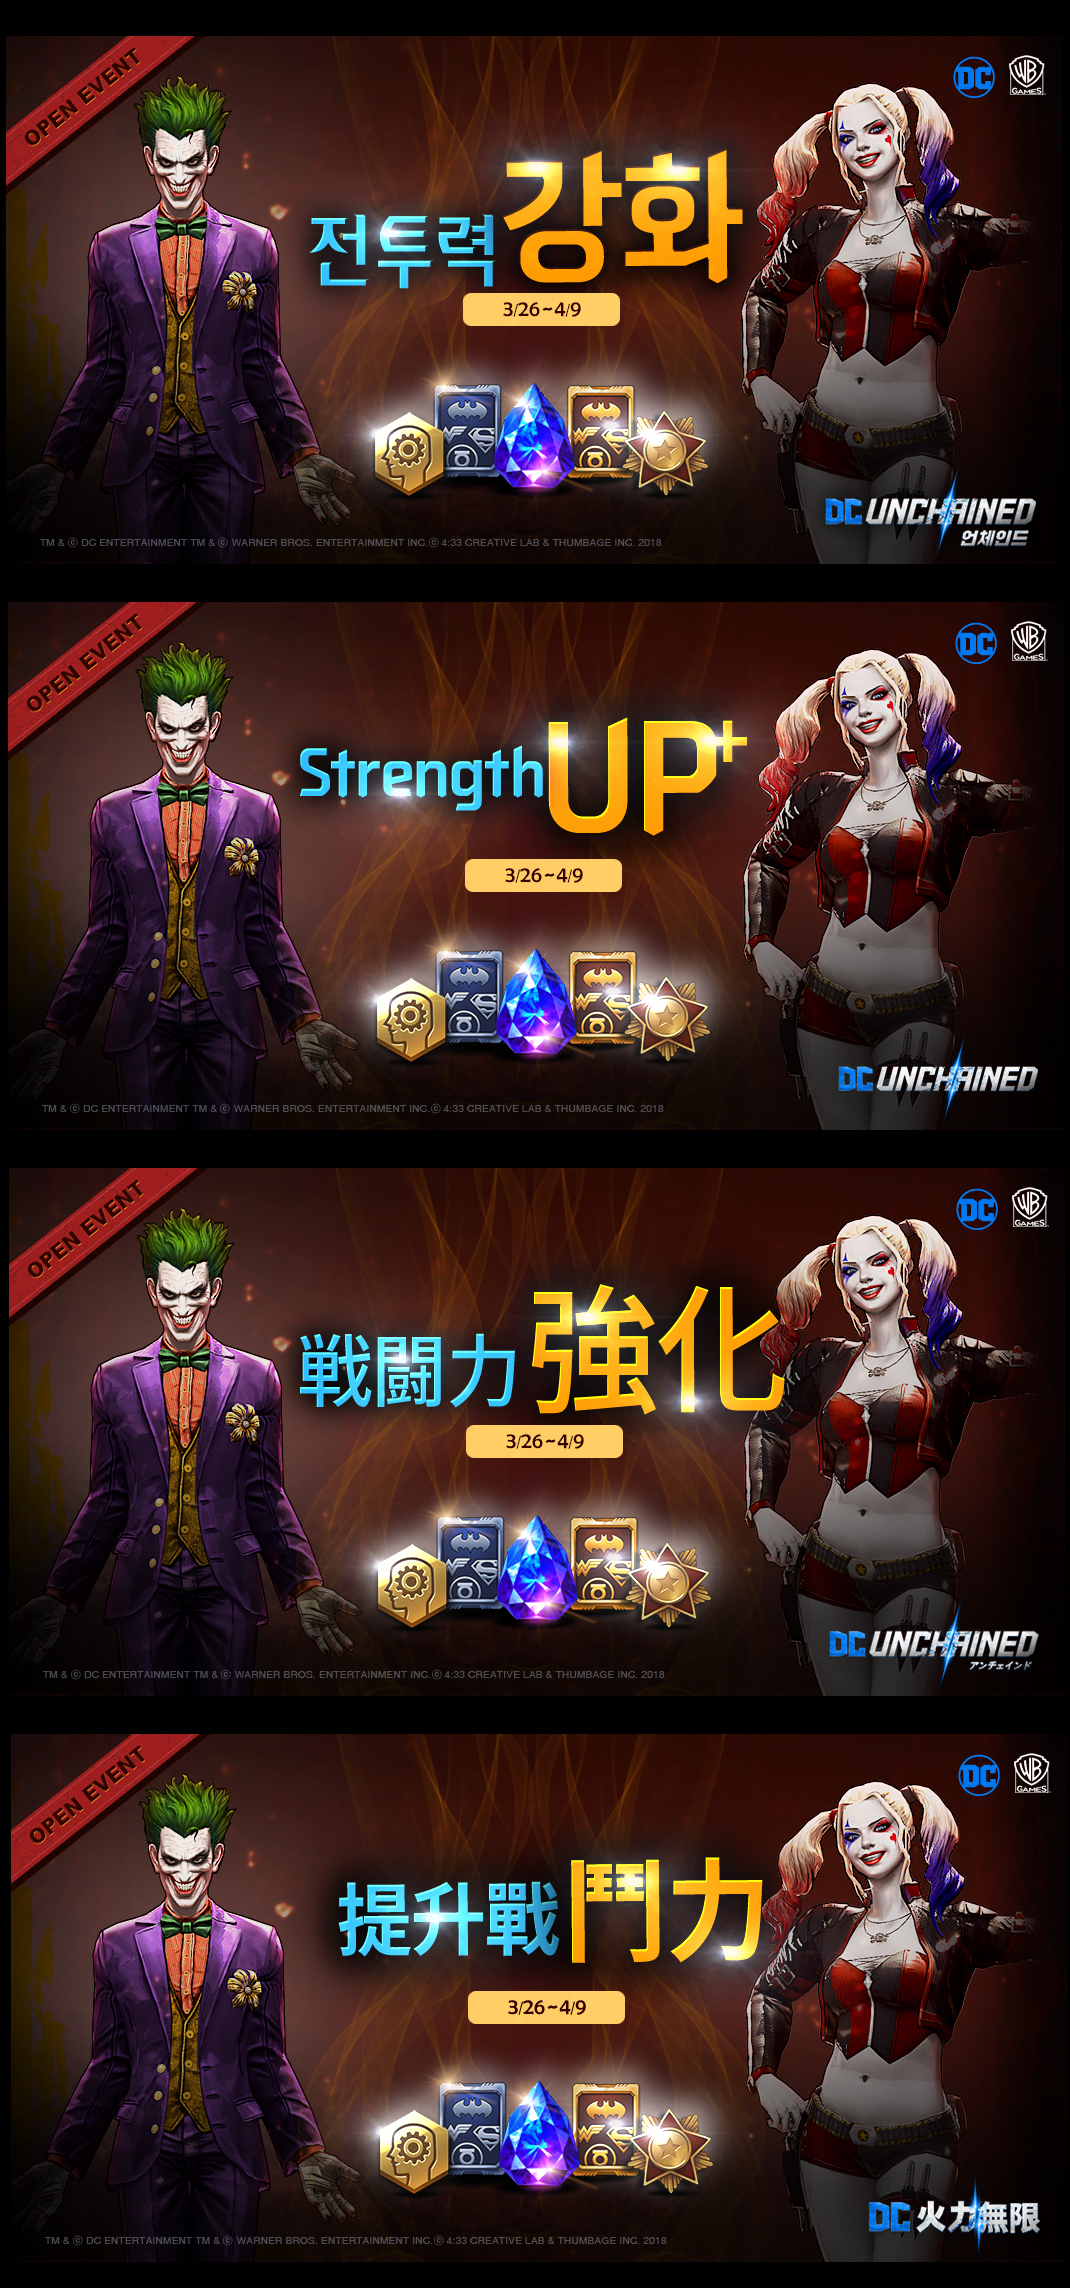 OPEN EVENT
DC
WB
GAMES
전투력 강화
3/26~4/9
DC UNCHAINED
언체인드
TM & ⓒ DC ENTERTAINMENT TM & ⓒ WARNER BROS. ENTERTAINMENT INC.ⓒ 4:33 CREATIVE LAB & THUMBAGE INC. 2018
OPEN EVENT
DC
WB
GAMES
Strength UP+
3/26~4/9
DC UNCHAINED
TM & ⓒ DC ENTERTAINMENT TM & ⓒ WARNER BROS. ENTERTAINMENT INC.ⓒ 4:33 CREATIVE LAB & THUMBAGE INC. 2018
OPEN EVENT
DC
WB
GAMES
戦闘力 強化
3/26~4/9
DC UNCHAINED
アンチェインド
TM & ⓒ DC ENTERTAINMENT TM & ⓒ WARNER BROS. ENTERTAINMENT INC.ⓒ 4:33 CREATIVE LAB & THUMBAGE INC. 2018
OPEN EVENT
DC
WB
GAMES
提升戰鬥力
3/26~4/9
DC 火力無限
TM & ⓒ DC ENTERTAINMENT TM & ⓒ WARNER BROS. ENTERTAINMENT INC.ⓒ 4:33 CREATIVE LAB & THUMBAGE INC. 2018